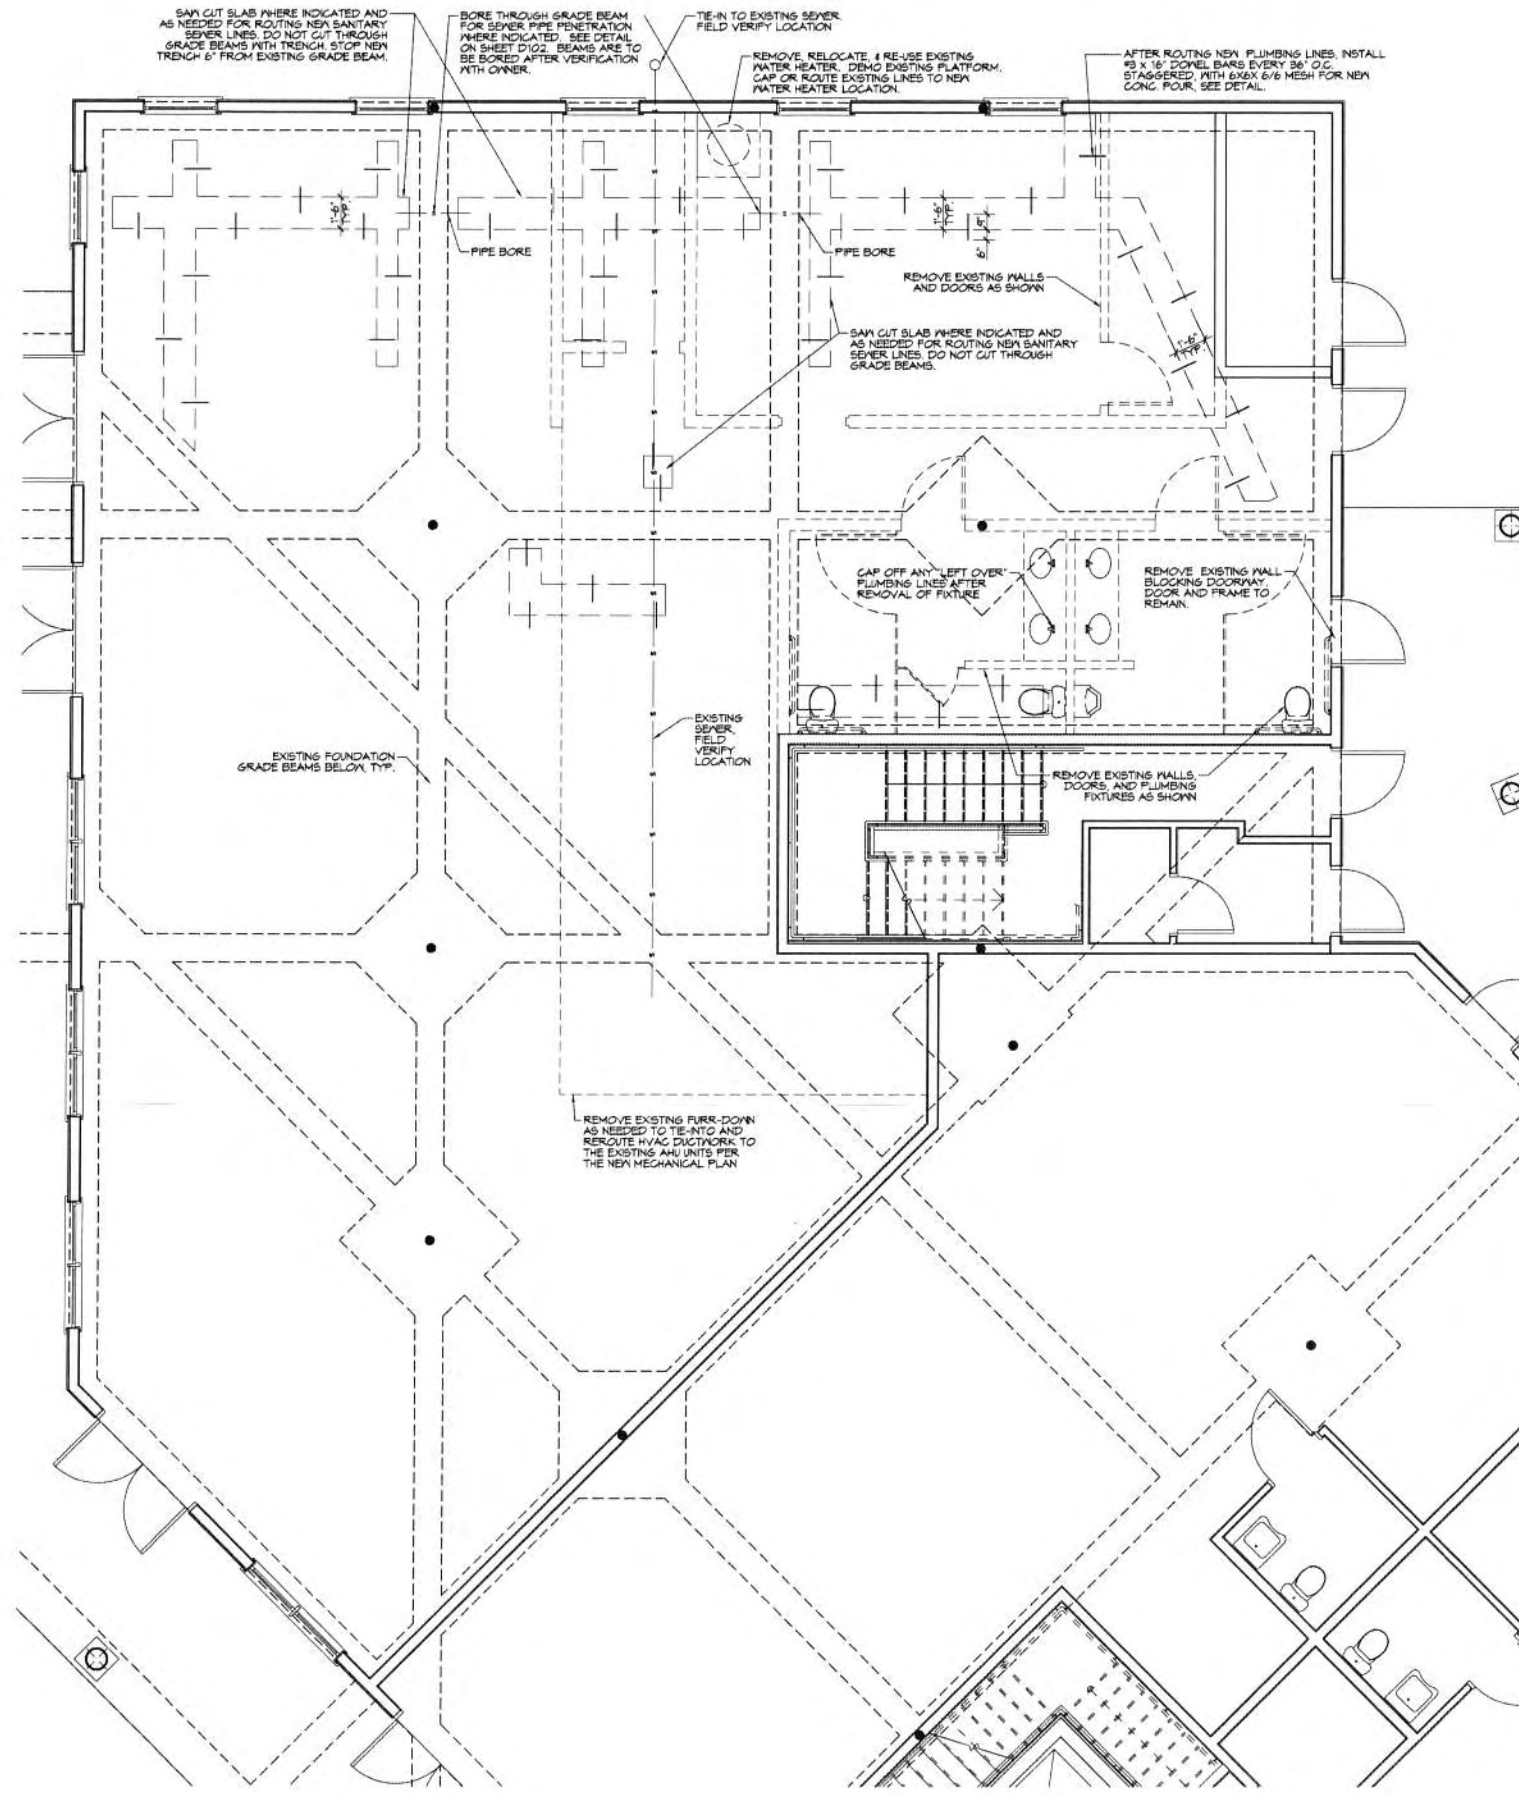 SAW CUT SLAB WHERE INDICATED AND
AS NEEDED FOR ROUTING NEW SANITARY
SEWER LINES. DO NOT CUT THROUGH
GRADE BEAMS WITH TRENCH. STOP NEW
TRENCH 6" FROM EXISTING GRADE BEAM.
BORE THROUGH GRADE BEAM
FOR SEWER PIPE PENETRATION
WHERE INDICATED. SEE DETAIL
ON SHEET D102. BEAMS ARE TO
BE BORED AFTER VERIFICATION
WITH OWNER.
TIE-IN TO EXISTING SEWER.
FIELD VERIFY LOCATION
REMOVE, RELOCATE, & RE-USE EXISTING
WATER HEATER. DEMO EXISTING PLATFORM.
CAP OR ROUTE EXISTING LINES TO NEW
WATER HEATER LOCATION.
AFTER ROUTING NEW PLUMBING LINES, INSTALL
#3 X 16" DOWEL BARS EVERY 36" O.C.
STAGGERED, WITH 6X6X 6/6 MESH FOR NEW
CONC. POUR, SEE DETAIL.
1'-6"
TYP.
1'-6"
TYP.
9"
6"
PIPE BORE
PIPE BORE
REMOVE EXISTING WALLS
AND DOORS AS SHOWN
SAW CUT SLAB WHERE INDICATED AND
AS NEEDED FOR ROUTING NEW SANITARY
SEWER LINES. DO NOT CUT THROUGH
GRADE BEAMS.
1'-6"
TYP.
CAP OFF ANY "LEFT OVER"
PLUMBING LINES AFTER
REMOVAL OF FIXTURE
REMOVE EXISTING WALL
BLOCKING DOORWAY.
DOOR AND FRAME TO
REMAIN.
EXISTING
SEWER,
FIELD
VERIFY
LOCATION
EXISTING FOUNDATION
GRADE BEAMS BELOW, TYP.
REMOVE EXISTING WALLS,
DOORS, AND PLUMBING
FIXTURES AS SHOWN
REMOVE EXISTING FURR-DOWN
AS NEEDED TO TIE-INTO AND
REROUTE HVAC DUCTWORK TO
THE EXISTING AHU UNITS PER
THE NEW MECHANICAL PLAN